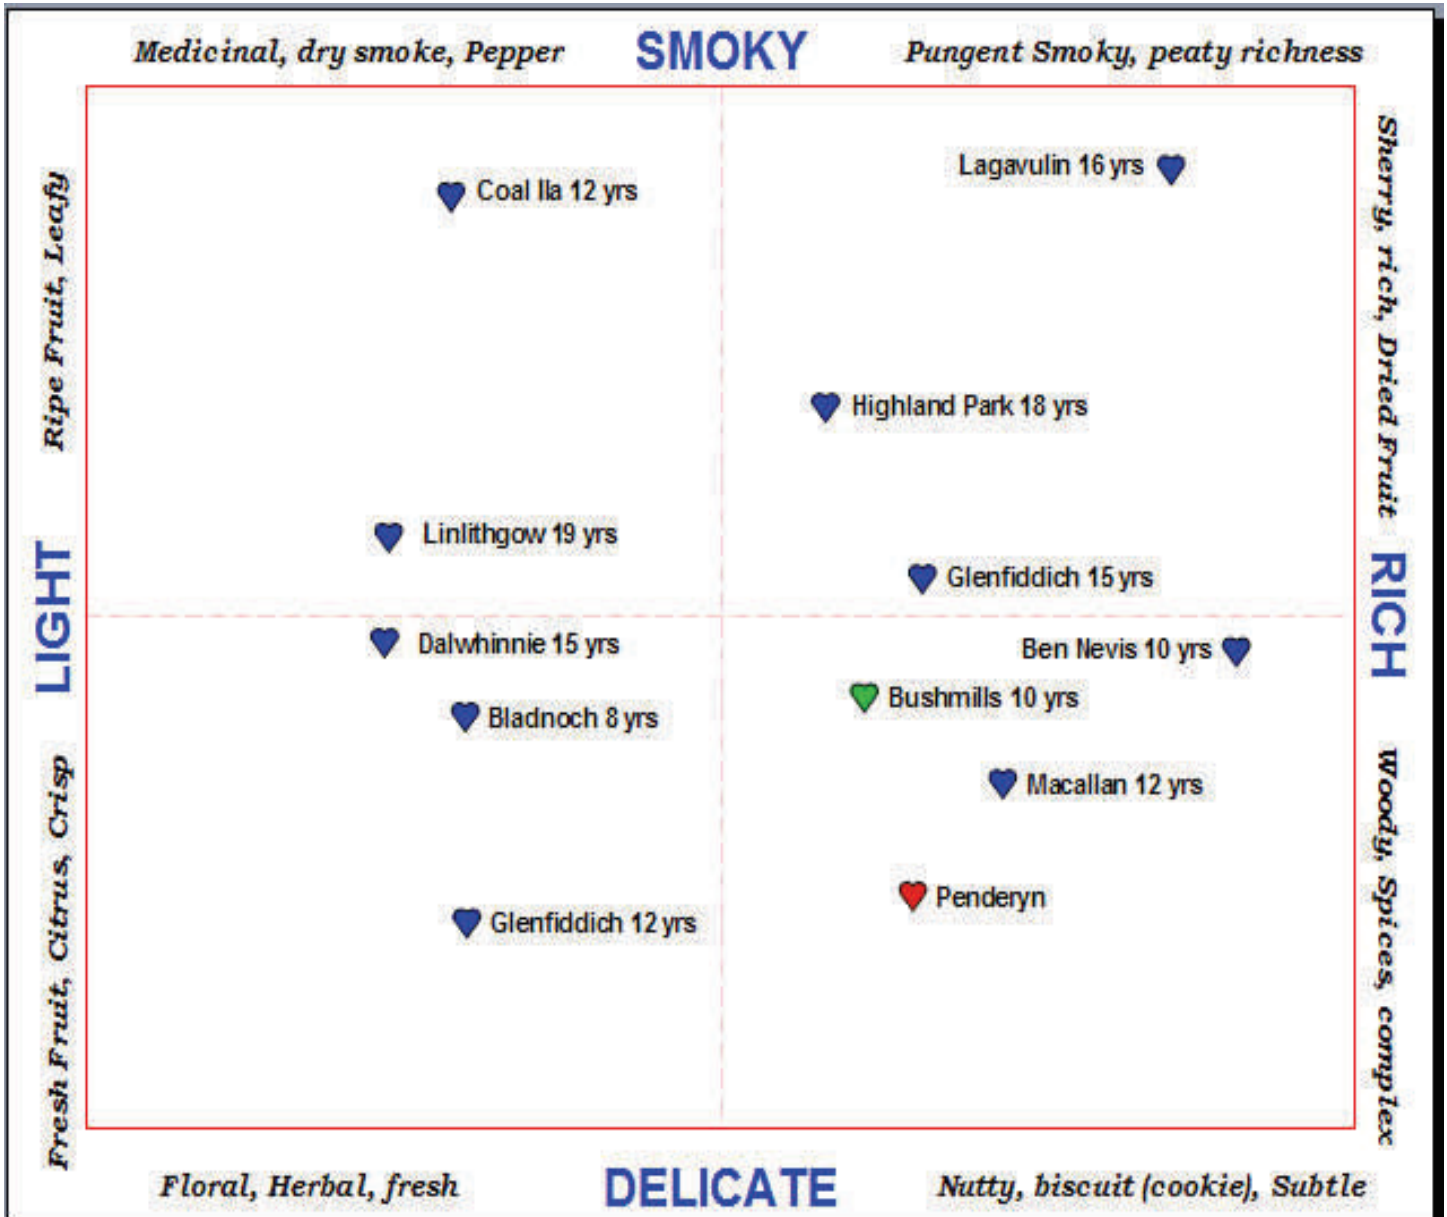 Medicinal, dry smoke, Pepper
SMOKY
Pungent Smoky, peaty richness
Ripe Fruit, Leafy
LIGHT
Fresh Fruit, Citrus, Crisp
Coal Ila 12 yrs
Lagavulin 16 yrs
Highland Park 18 yrs
Linlithgow 19 yrs
Glenfiddich 15 yrs
Dalwhinnie 15 yrs
Ben Nevis 10 yrs
Bushmills 10 yrs
Bladnoch 8 yrs
Macallan 12 yrs
Penderyn
Glenfiddich 12 yrs
Sherry, rich, Dried Fruit
RICH
Woody, Spices, complex
Floral, Herbal, fresh
DELICATE
Nutty, biscuit (cookie), Subtle